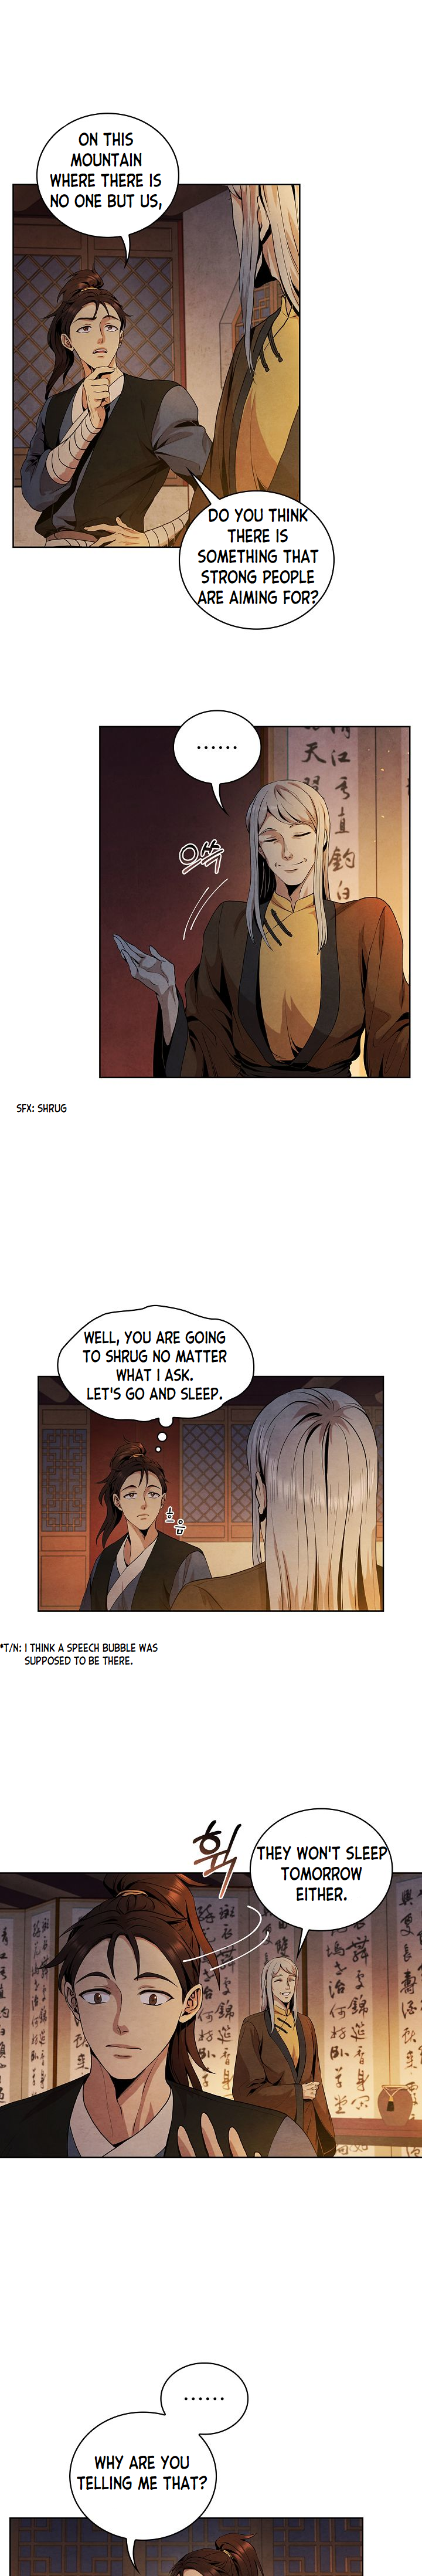 ON THIS
MOUNTAIN
WHERE THERE IS
NO ONE BUT US,
DO YOU THINK
THERE IS
SOMETHING THAT
STRONG PEOPLE
ARE AIMING FOR?
......
으쓱
SFX: SHRUG
WELL, YOU ARE GOING
TO SHRUG NO MATTER
WHAT I ASK.
LET'S GO AND SLEEP.
흐음
*T/N: I THINK A SPEECH BUBBLE WAS
SUPPOSED TO BE THERE.
휙
THEY WON'T SLEEP
TOMORROW
EITHER.
......
WHY ARE YOU
TELLING ME THAT?